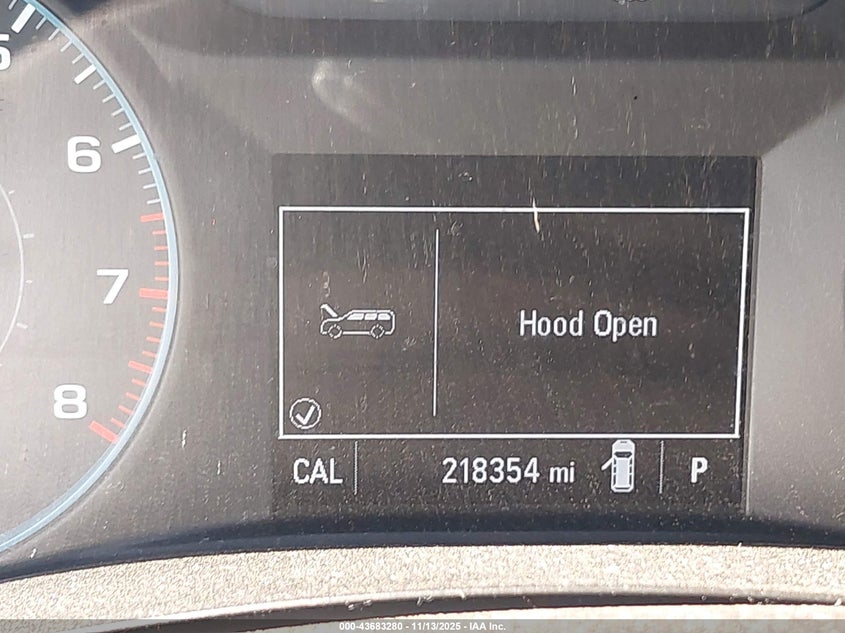 6
7
8
Hood Open
CAL 218354 mi P
000-43683280 - 11/13/2025 - IAA Inc.